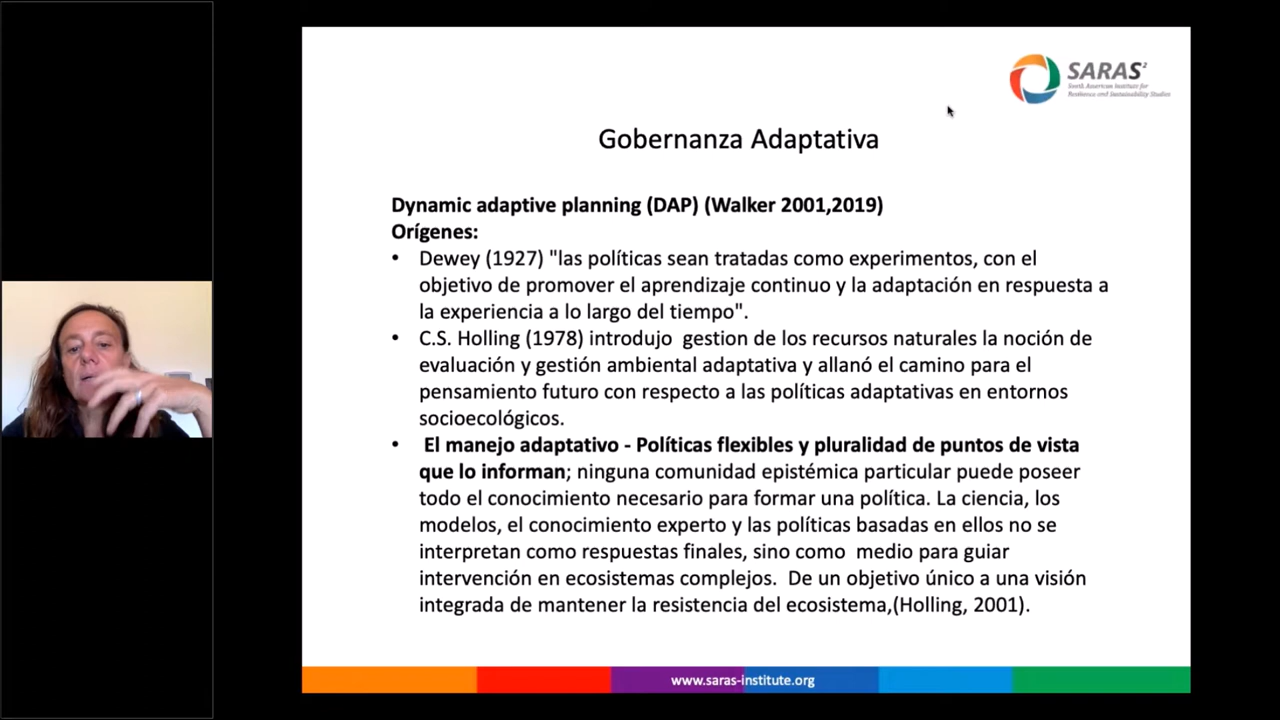 SARAS²
South American Institute for
Resilience and Sustainability Studies
Gobernanza Adaptativa
Dynamic adaptive planning (DAP) (Walker 2001,2019)
Orígenes:
• Dewey (1927) "las políticas sean tratadas como experimentos, con el
objetivo de promover el aprendizaje continuo y la adaptación en respuesta a
la experiencia a lo largo del tiempo".
• C.S. Holling (1978) introdujo  gestion de los recursos naturales la noción de
evaluación y gestión ambiental adaptativa y allanó el camino para el
pensamiento futuro con respecto a las políticas adaptativas en entornos
socioecológicos.
• El manejo adaptativo - Políticas flexibles y pluralidad de puntos de vista
que lo informan; ninguna comunidad epistémica particular puede poseer
todo el conocimiento necesario para formar una política. La ciencia, los
modelos, el conocimiento experto y las políticas basadas en ellos no se
interpretan como respuestas finales, sino como  medio para guiar
intervención en ecosistemas complejos.  De un objetivo único a una visión
integrada de mantener la resistencia del ecosistema,(Holling, 2001).
www.saras-institute.org